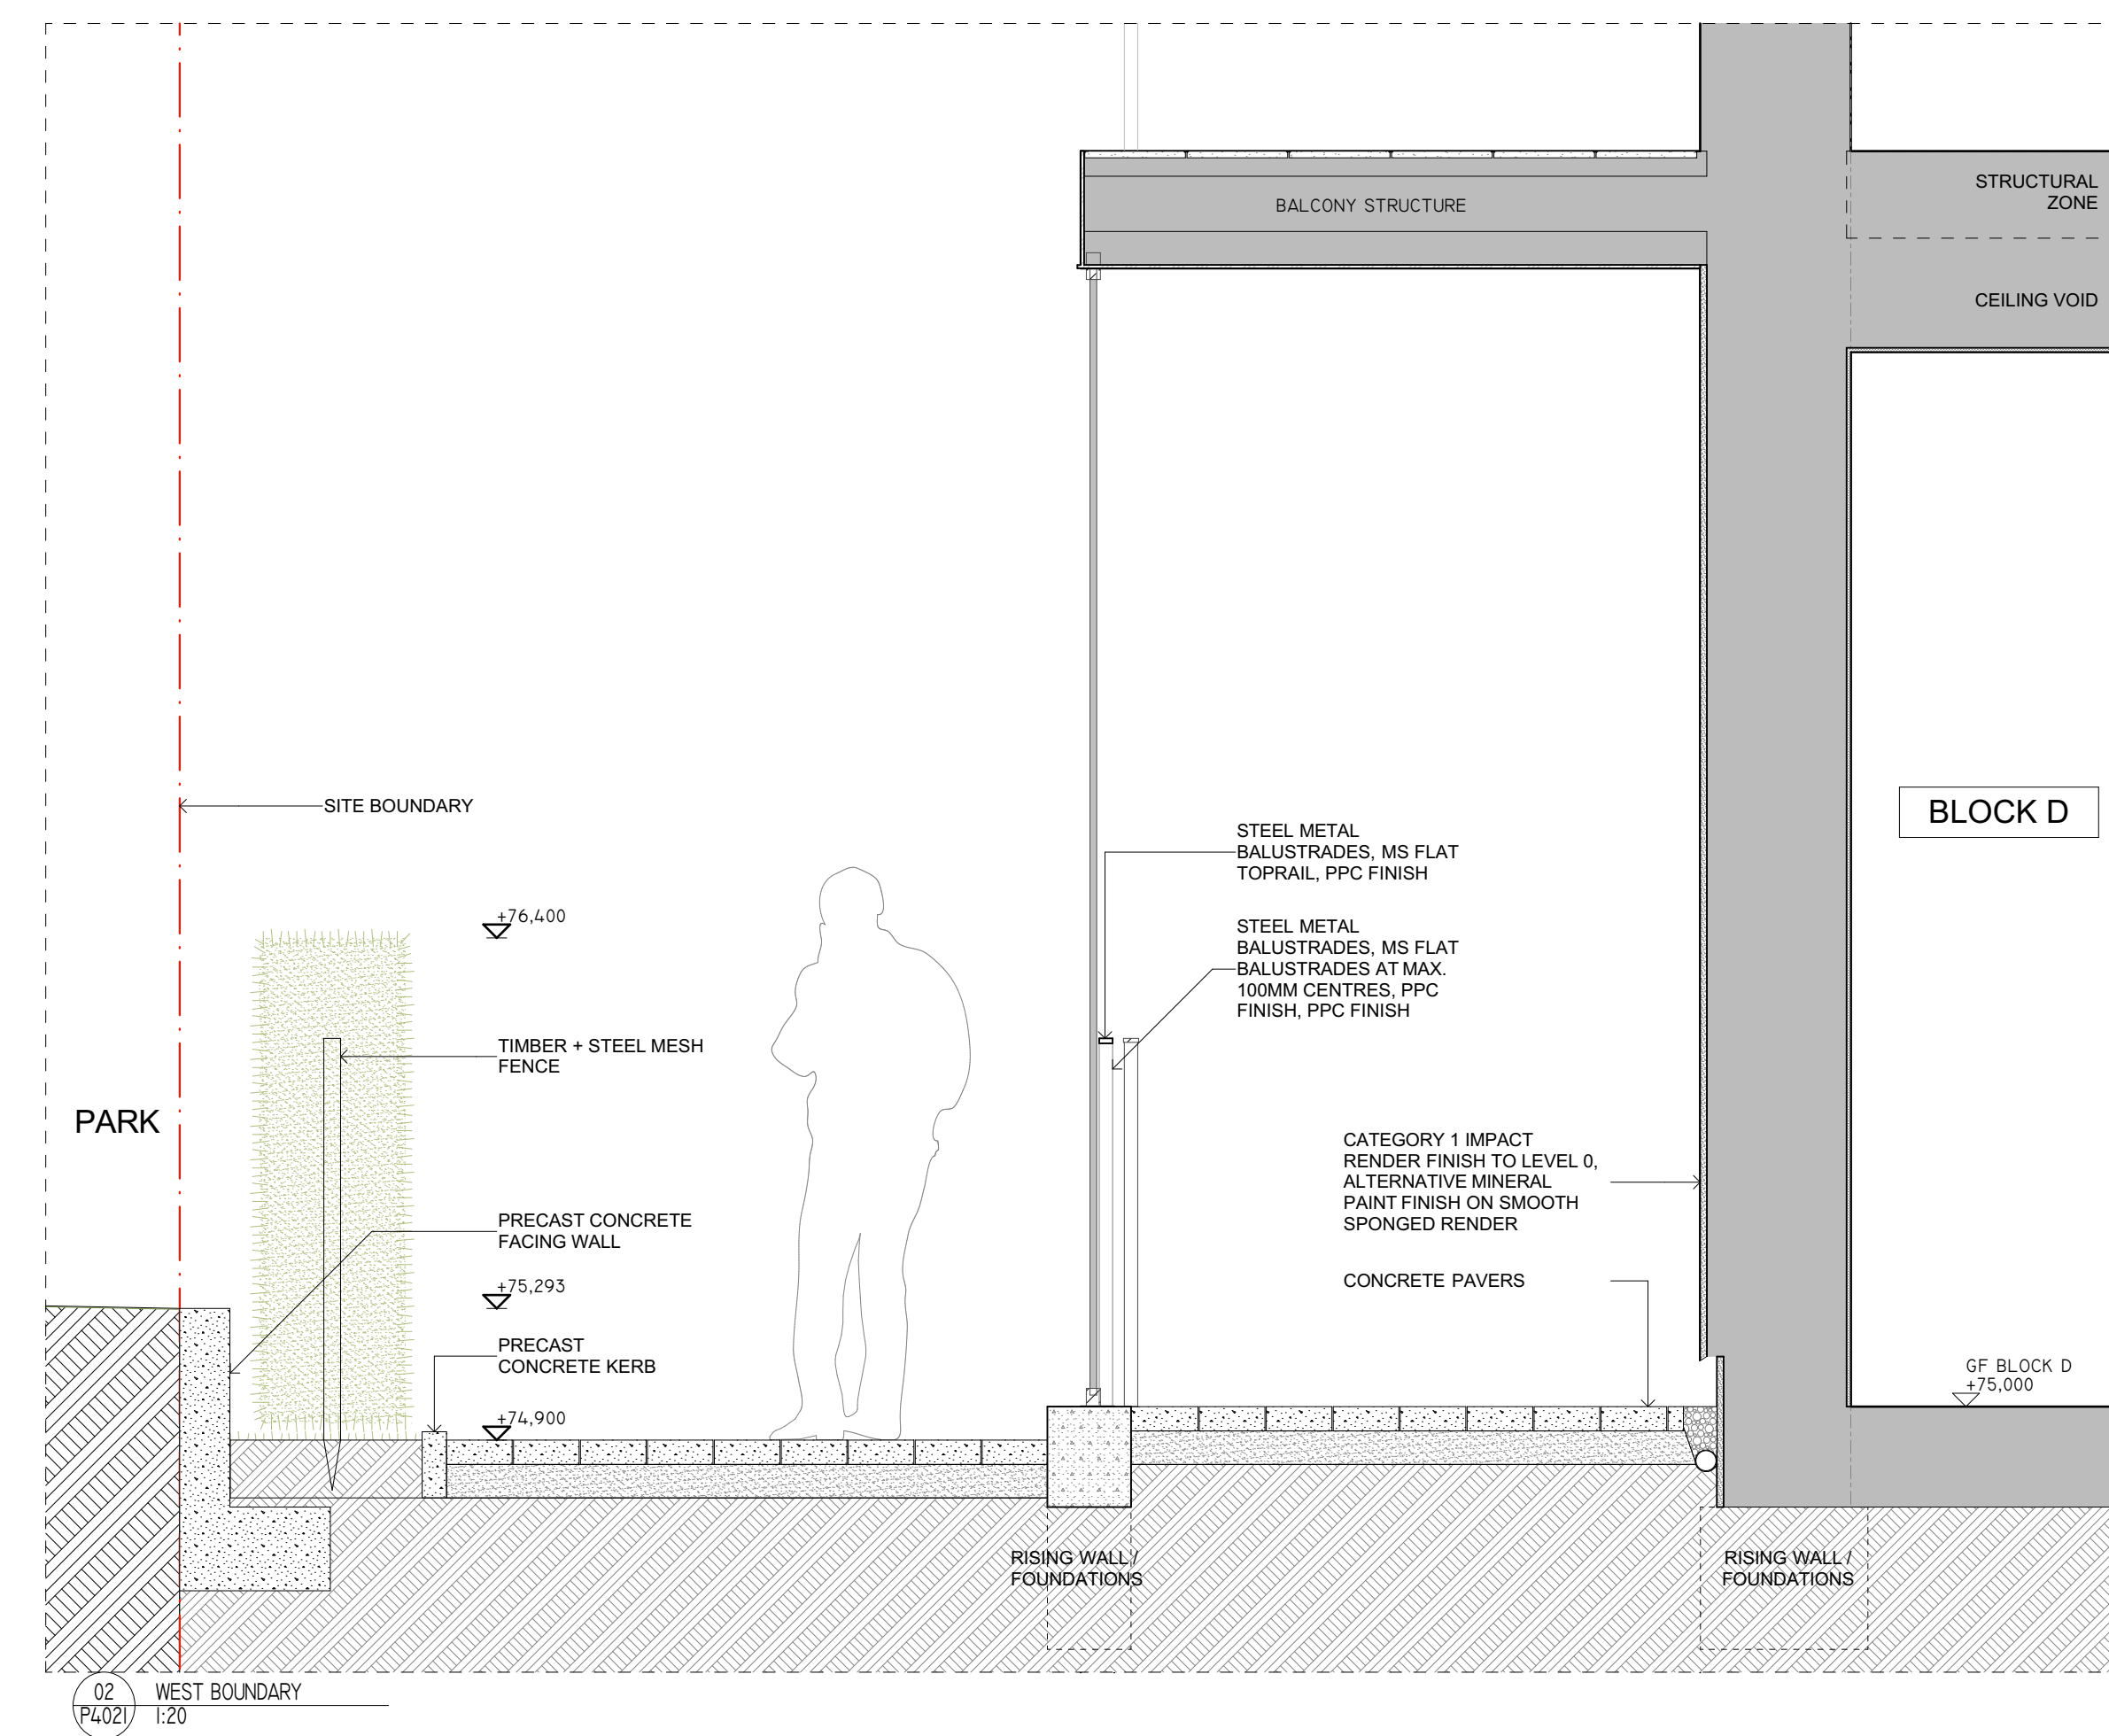 BALCONY STRUCTURE
STRUCTURAL
ZONE
CEILING VOID
SITE BOUNDARY
BLOCK D
STEEL METAL
BALUSTRADES, MS FLAT
TOPRAIL, PPC FINISH
+76,400
STEEL METAL
BALUSTRADES, MS FLAT
BALUSTRADES AT MAX.
100MM CENTRES, PPC
FINISH, PPC FINISH
TIMBER + STEEL MESH
FENCE
PARK
CATEGORY 1 IMPACT
RENDER FINISH TO LEVEL 0,
ALTERNATIVE MINERAL
PAINT FINISH ON SMOOTH
SPONGED RENDER
PRECAST CONCRETE
FACING WALL
+75,293
CONCRETE PAVERS
PRECAST
CONCRETE KERB
GF BLOCK D
+75,000
+74,900
RISING WALL /
FOUNDATIONS
RISING WALL /
FOUNDATIONS
02
P4021
WEST BOUNDARY
1:20